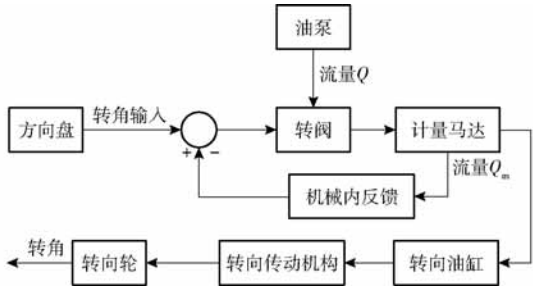 油泵
流量Q
方向盘
转角输入
+
−
转阀
计量马达
流量Qm
机械内反馈
转角
转向轮
转向传动机构
转向油缸